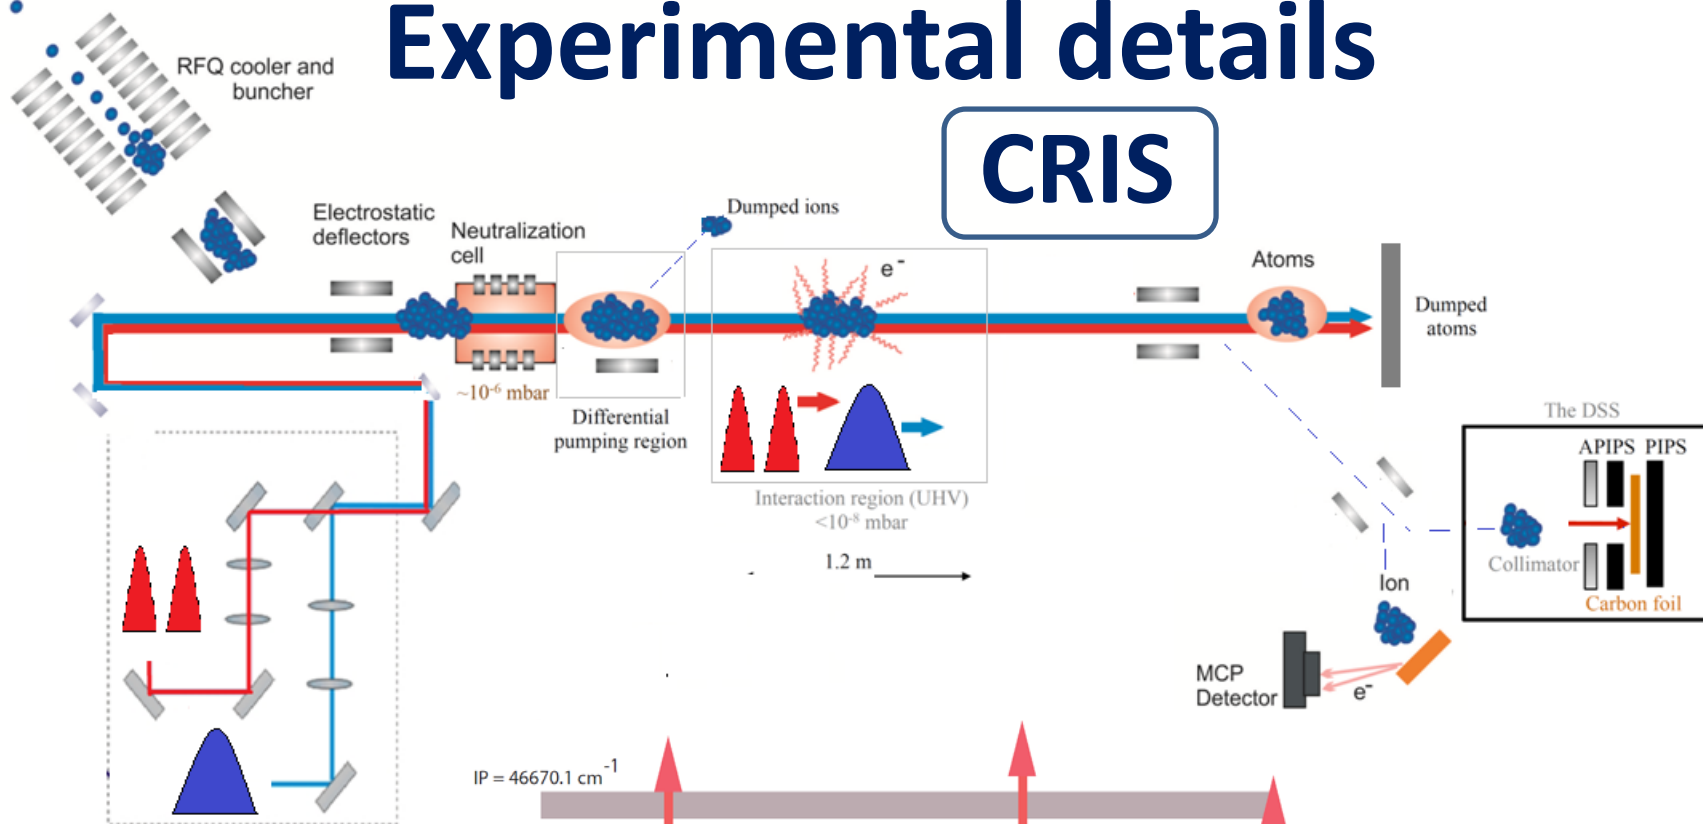 Experimental details
CRIS
RFQ cooler and
buncher
Electrostatic
deflectors
Neutralization
cell
Dumped ions
e-
Atoms
Dumped
atoms
~10-6 mbar
Differential
pumping region
Interaction region (UHV)
<10-8 mbar
1.2 m
The DSS
APIPS PIPS
Collimator
Carbon foil
Ion
MCP
Detector
e-
IP = 46670.1 cm-1